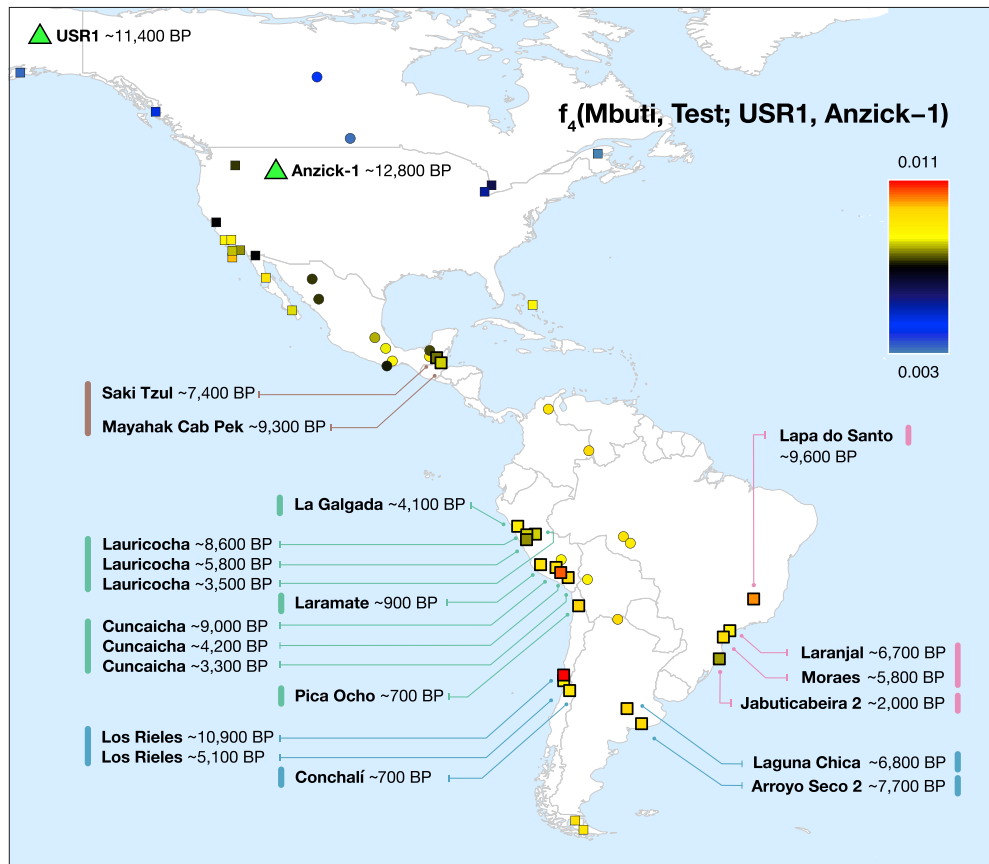 USR1 ~11,400 BP
f4(Mbuti, Test; USR1, Anzick−1)
0.011
Anzick-1 ~12,800 BP
0.003
Saki Tzul ~7,400 BP
Mayahak Cab Pek ~9,300 BP
Lapa do Santo
~9,600 BP
La Galgada ~4,100 BP
Lauricocha ~8,600 BP
Lauricocha ~5,800 BP
Lauricocha ~3,500 BP
Laramate ~900 BP
Cuncaicha ~9,000 BP
Cuncaicha ~4,200 BP
Cuncaicha ~3,300 BP
Pica Ocho ~700 BP
Laranjal ~6,700 BP
Moraes ~5,800 BP
Jabuticabeira 2 ~2,000 BP
Los Rieles ~10,900 BP
Los Rieles ~5,100 BP
Conchalí ~700 BP
Laguna Chica ~6,800 BP
Arroyo Seco 2 ~7,700 BP